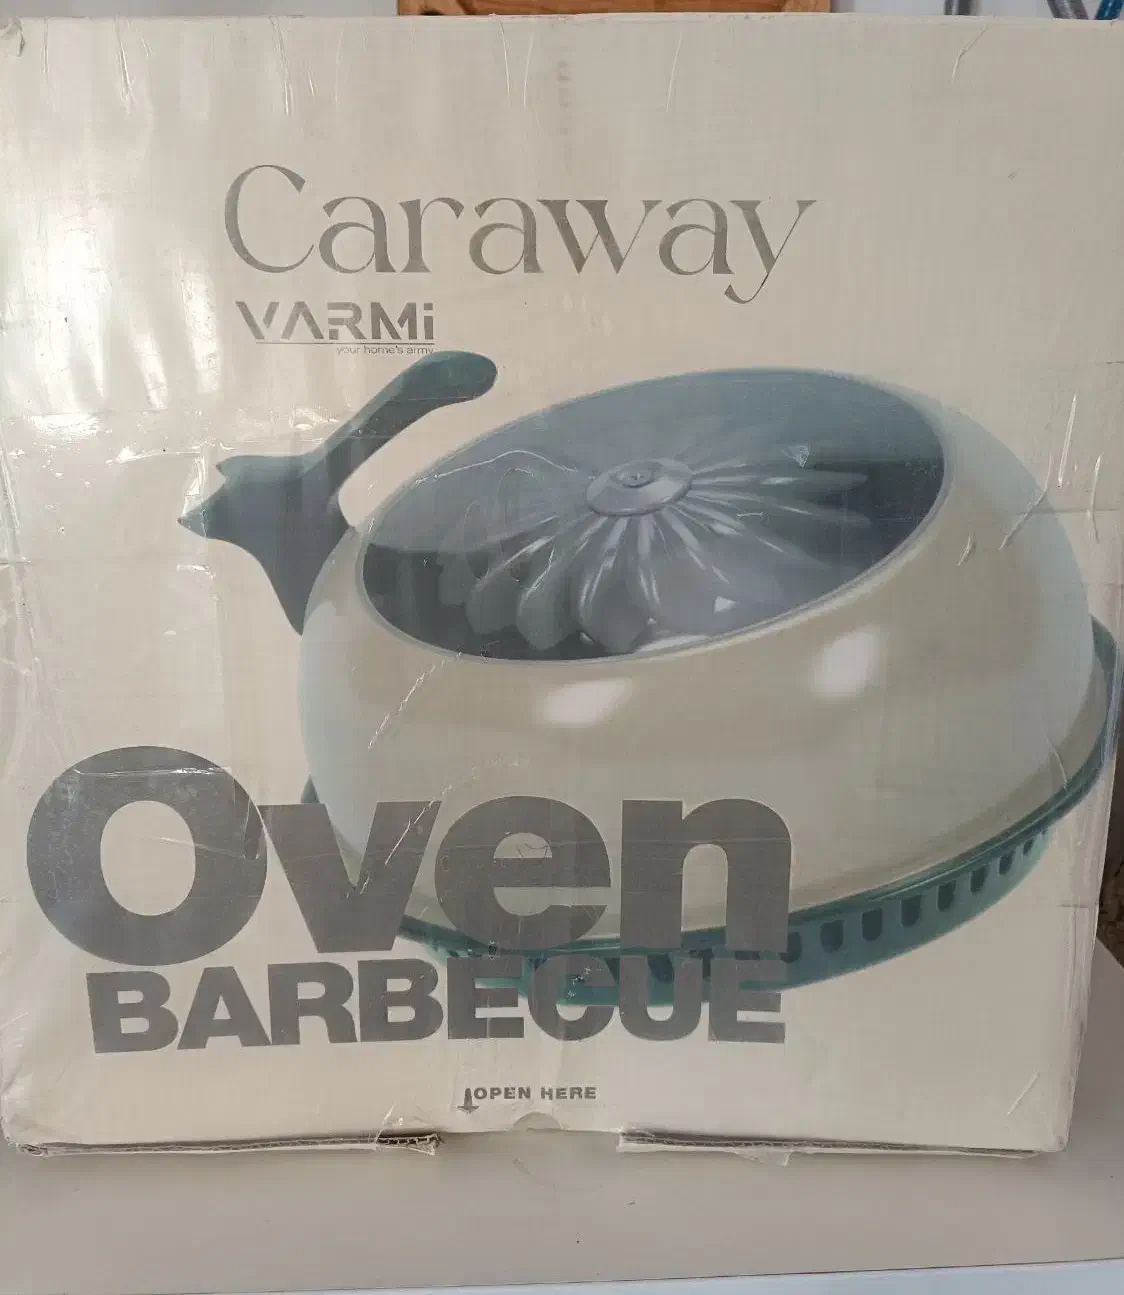 Caraway
VARMi
your home's army
Oven
BARBECUE
OPEN HERE